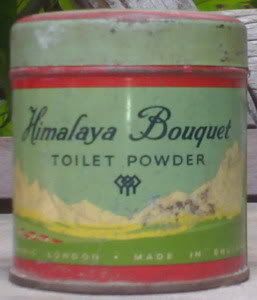 Himalaya Bouquet
TOILET POWDER
LONDON • MADE IN